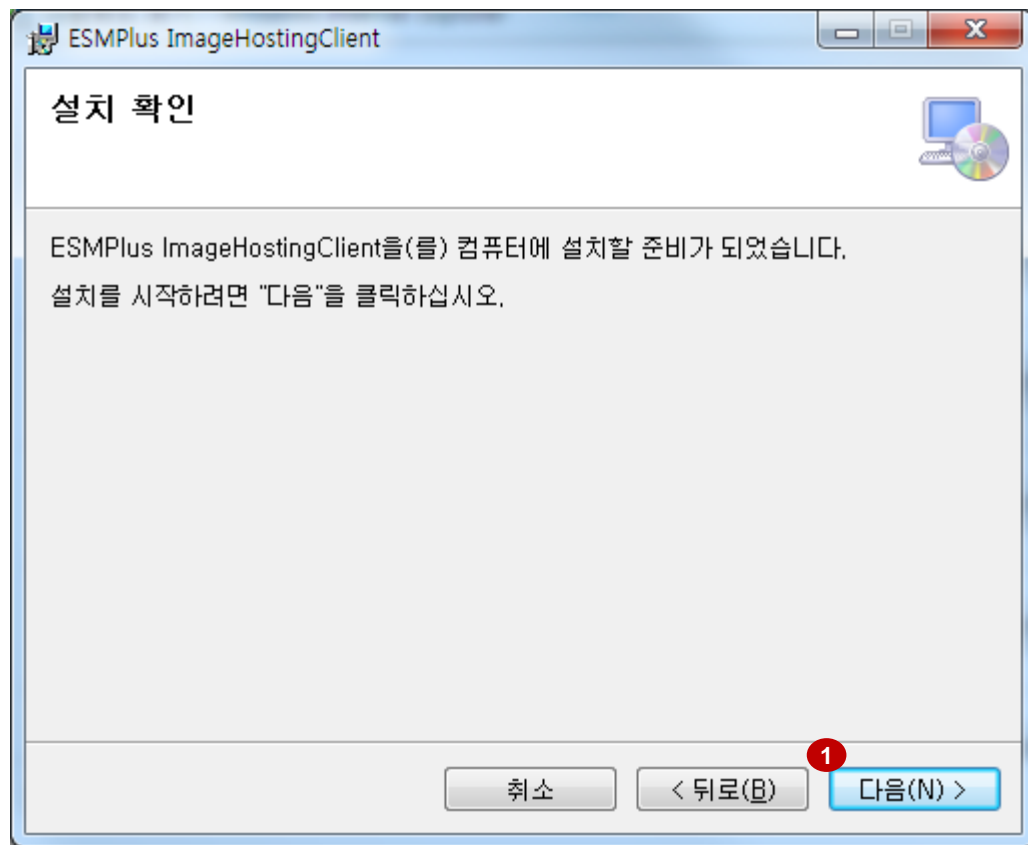 ESMPlus ImageHostingClient
설치 확인
ESMPlus ImageHostingClient을(를) 컴퓨터에 설치할 준비가 되었습니다.
설치를 시작하려면 "다음"을 클릭하십시오.
1
취소
< 뒤로(B)
다음(N) >